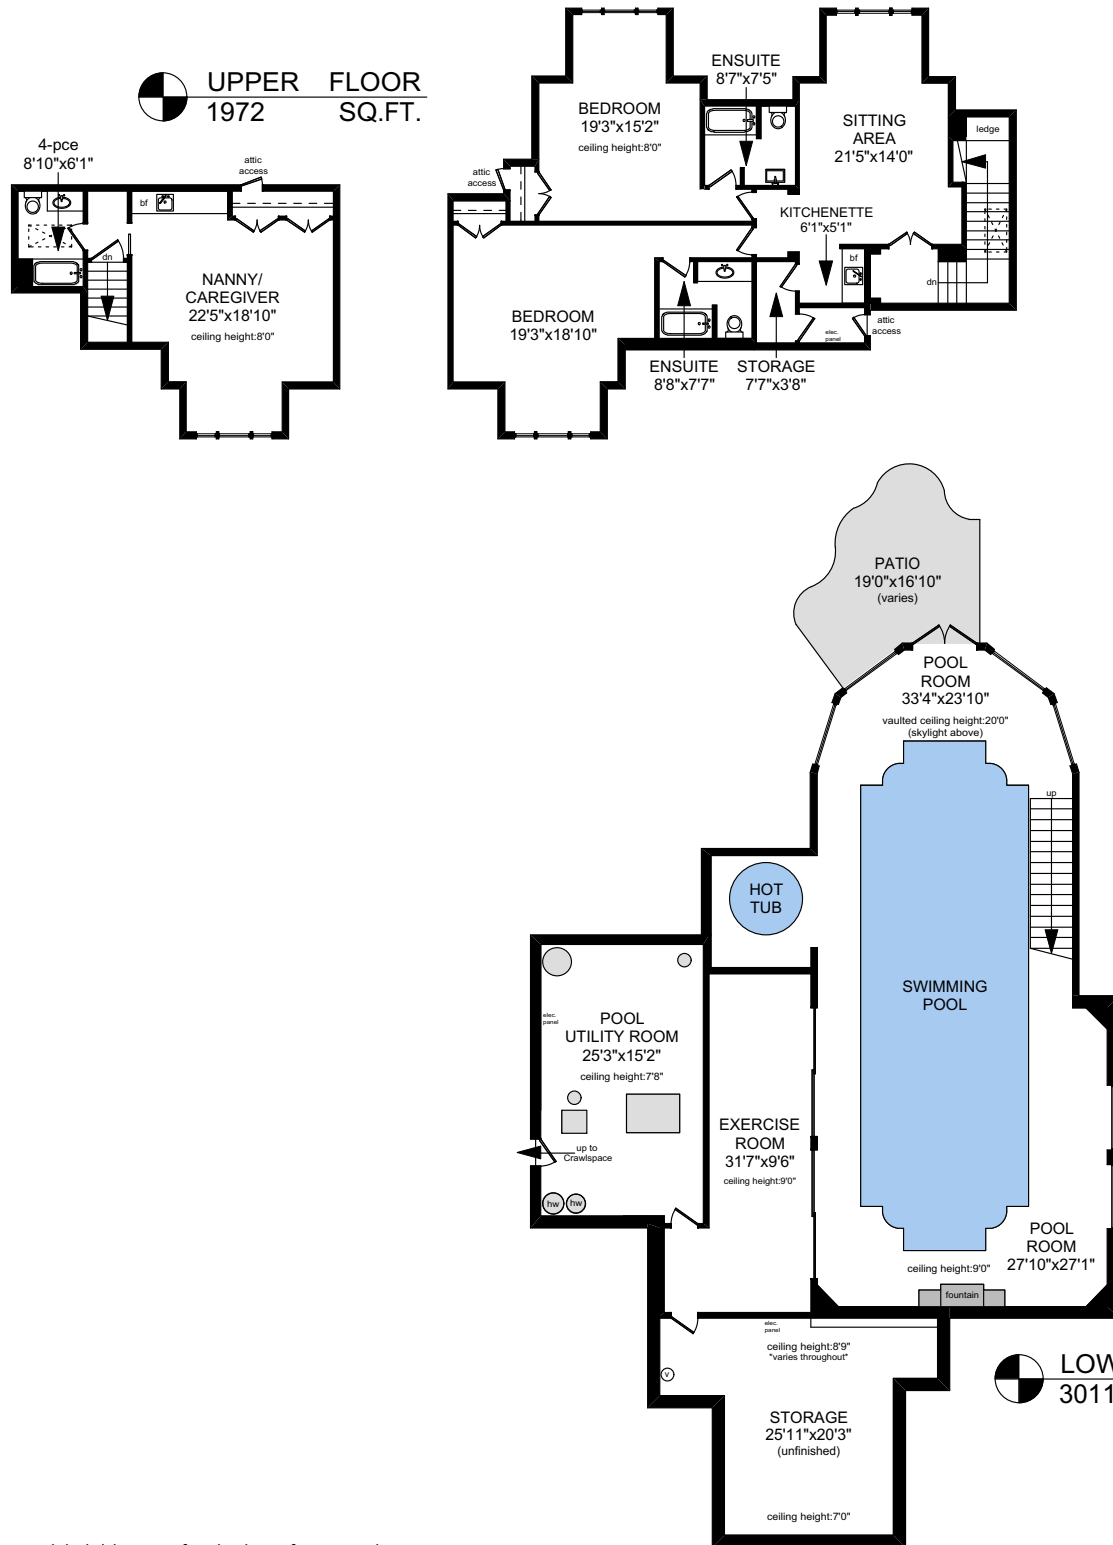 UPPER FLOOR
1972 SQ.FT.
4-pce
8'10"x6'1"
attic
access
bf
dn
NANNY/
CAREGIVER
22'5"x18'10"
ceiling height:8'0"
ENSUITE
8'7"x7'5"
BEDROOM
19'3"x15'2"
ceiling height:8'0"
SITTING
AREA
21'5"x14'0"
ledge
attic
access
KITCHENETTE
6'1"x5'1"
bf
dn
BEDROOM
19'3"x18'10"
elec.
panel
attic
access
ENSUITE
8'8"x7'7"
STORAGE
7'7"x3'8"
PATIO
19'0"x16'10"
(varies)
POOL
ROOM
33'4"x23'10"
vaulted ceiling height:20'0"
(skylight above)
up
HOT
TUB
SWIMMING
POOL
elec.
panel
POOL
UTILITY ROOM
25'3"x15'2"
ceiling height:7'8"
EXERCISE
ROOM
31'7"x9'6"
ceiling height:9'0"
up to
Crawlspace
hw
hw
POOL
ROOM
27'10"x27'1"
ceiling height:9'0"
fountain
elec.
panel
ceiling height:8'9"
*varies throughout*
V
LOW
3011
STORAGE
25'11"x20'3"
(unfinished)
ceiling height:7'0"